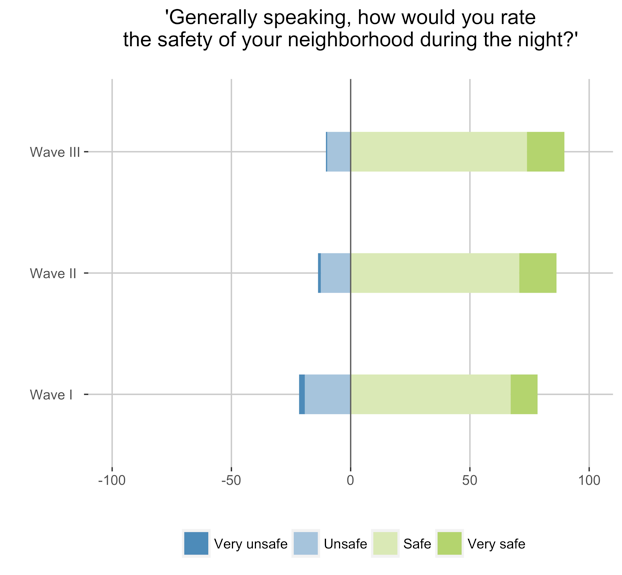 'Generally speaking, how would you rate
the safety of your neighborhood during the night?'
Wave III
Wave II
Wave I
-100 -50 0 50 100
Very unsafe Unsafe Safe Very safe